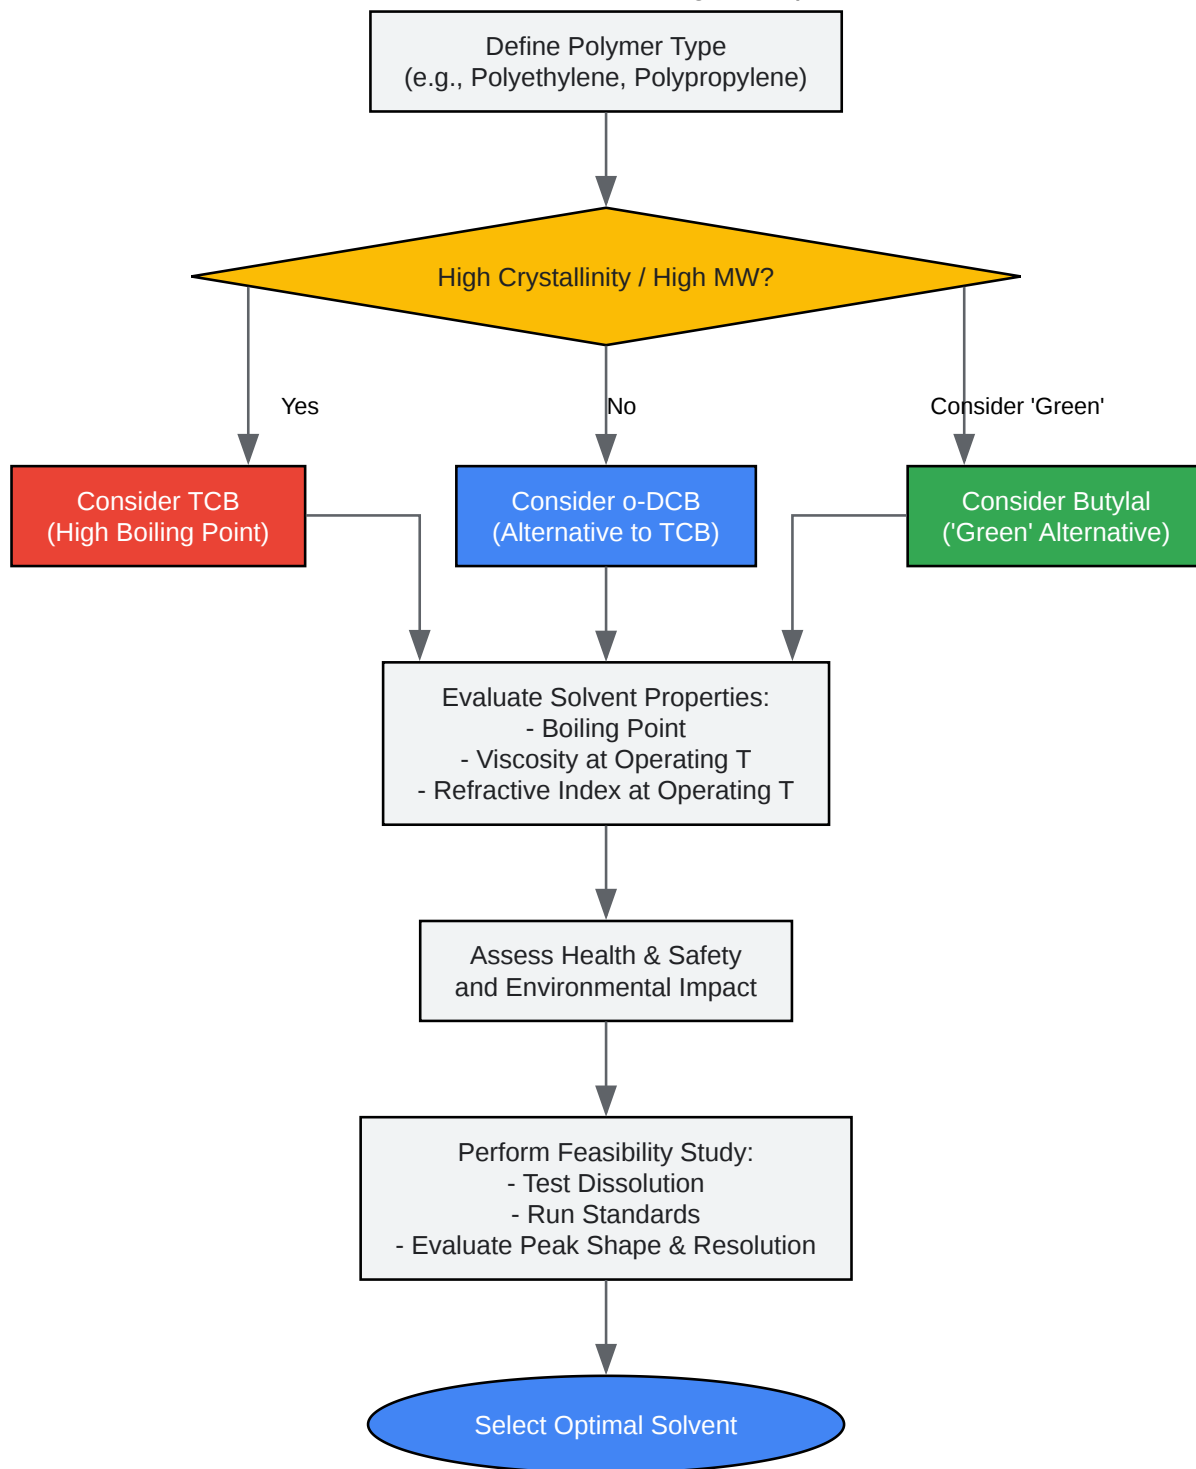 Define Polymer Type
(e.g., Polyethylene, Polypropylene)
High Crystallinity / High MW?
Yes
No
Consider 'Green'
Consider TCB
(High Boiling Point)
Consider o-DCB
(Alternative to TCB)
Consider Butylal
('Green' Alternative)
Evaluate Solvent Properties:
- Boiling Point
- Viscosity at Operating T
- Refractive Index at Operating T
Assess Health & Safety
and Environmental Impact
Perform Feasibility Study:
- Test Dissolution
- Run Standards
- Evaluate Peak Shape & Resolution
Select Optimal Solvent